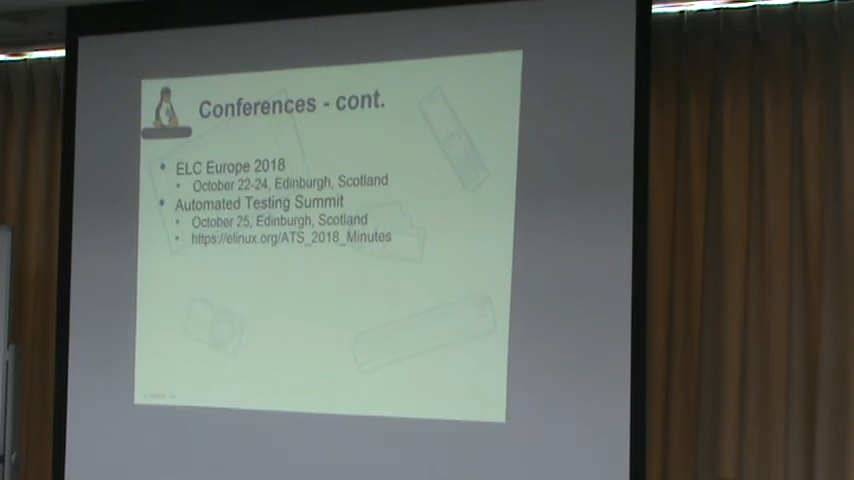 Conferences - cont.
• ELC Europe 2018
• October 22-24, Edinburgh, Scotland
• Automated Testing Summit
• October 25, Edinburgh, Scotland
• https://elinux.org/ATS_2018_Minutes